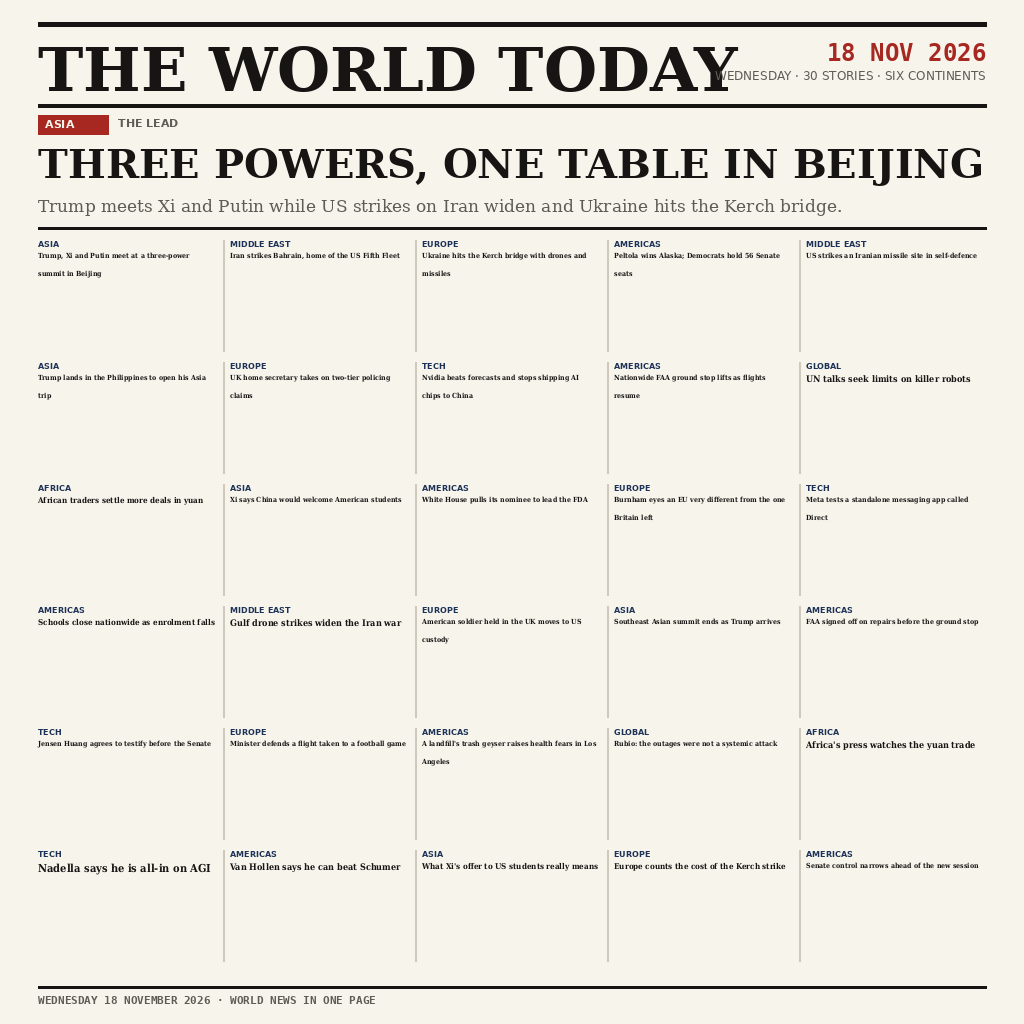 THE WORLD TODAY
18 NOV 2026
WEDNESDAY · 30 STORIES · SIX CONTINENTS
ASIA
THE LEAD
THREE POWERS, ONE TABLE IN BEIJING
Trump meets Xi and Putin while US strikes on Iran widen and Ukraine hits the Kerch bridge.
ASIA
Trump, Xi and Putin meet at a three-power
summit in Beijing
MIDDLE EAST
Iran strikes Bahrain, home of the US Fifth Fleet
EUROPE
Ukraine hits the Kerch bridge with drones and
missiles
AMERICAS
Peltola wins Alaska; Democrats hold 56 Senate
seats
MIDDLE EAST
US strikes an Iranian missile site in self-defence
ASIA
Trump lands in the Philippines to open his Asia
trip
EUROPE
UK home secretary takes on two-tier policing
claims
TECH
Nvidia beats forecasts and stops shipping AI
chips to China
AMERICAS
Nationwide FAA ground stop lifts as flights
resume
GLOBAL
UN talks seek limits on killer robots
AFRICA
African traders settle more deals in yuan
ASIA
Xi says China would welcome American students
AMERICAS
White House pulls its nominee to lead the FDA
EUROPE
Burnham eyes an EU very different from the one
Britain left
TECH
Meta tests a standalone messaging app called
Direct
AMERICAS
Schools close nationwide as enrolment falls
MIDDLE EAST
Gulf drone strikes widen the Iran war
EUROPE
American soldier held in the UK moves to US
custody
ASIA
Southeast Asian summit ends as Trump arrives
AMERICAS
FAA signed off on repairs before the ground stop
TECH
Jensen Huang agrees to testify before the Senate
EUROPE
Minister defends a flight taken to a football game
AMERICAS
A landfill's trash geyser raises health fears in Los
Angeles
GLOBAL
Rubio: the outages were not a systemic attack
AFRICA
Africa's press watches the yuan trade
TECH
Nadella says he is all-in on AGI
AMERICAS
Van Hollen says he can beat Schumer
ASIA
What Xi's offer to US students really means
EUROPE
Europe counts the cost of the Kerch strike
AMERICAS
Senate control narrows ahead of the new session
WEDNESDAY 18 NOVEMBER 2026 · WORLD NEWS IN ONE PAGE